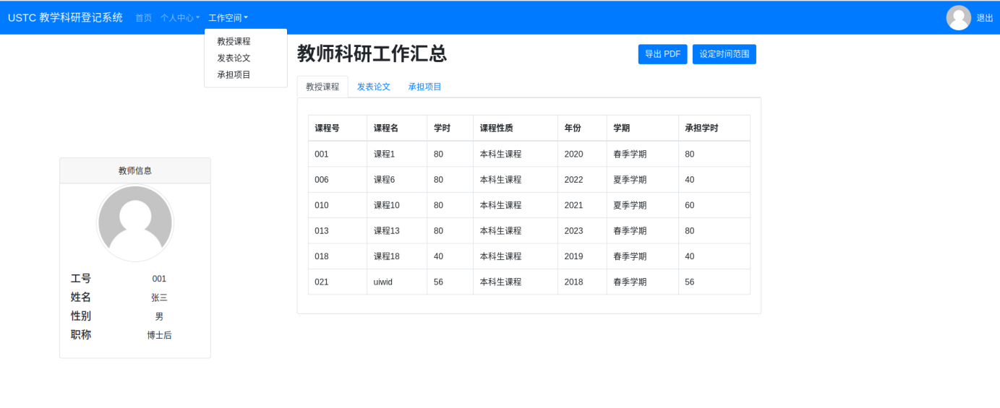 USTC 教学科研登记系统 首页 个人中心 工作空间 退出
教授课程
发表论文
承担项目
教师科研工作汇总 导出 PDF 设定时间范围
教授课程 发表论文 承担项目
课程号 课程名 学时 课程性质 年份 学期 承担学时
001 课程1 80 本科生课程 2020 春季学期 80
006 课程6 80 本科生课程 2022 夏季学期 40
010 课程10 80 本科生课程 2021 夏季学期 60
013 课程13 80 本科生课程 2023 春季学期 80
018 课程18 40 本科生课程 2019 春季学期 40
021 uiwid 56 本科生课程 2018 春季学期 56
教师信息
工号 001
姓名 张三
性别 男
职称 博士后